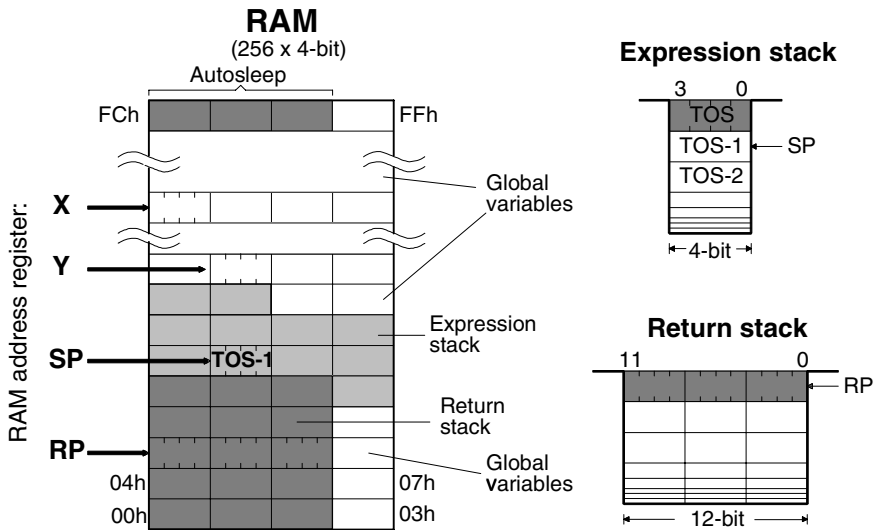 RAM
(256 x 4-bit)
Autosleep
FCh
FFh
RAM address register:
X
Y
SP
RP
TOS-1
04h
00h
07h
03h
Global
variables
Expression
stack
Return
stack
Global
variables
Expression stack
3 0
TOS
TOS-1
TOS-2
SP
4-bit
Return stack
11 0
RP
12-bit